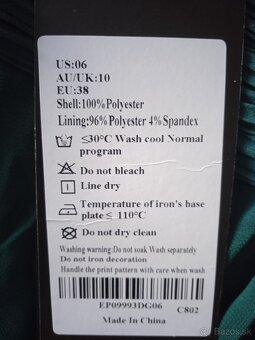 US:06
AU/UK:10
EU:38
Shell:100%Polyester
Lining:96% Polyester 4% Spandex
≤30°C Wash cool Normal
program
Do not bleach
Line dry
Temperature of iron's base
plate≤ 110°C
Do not dry clean
Washing warning:Do not Soak Wash separately
Do not iron decoration
Handle the print pattern with care when wash
EP09993DG06
C802
Made In China
bazar.sk